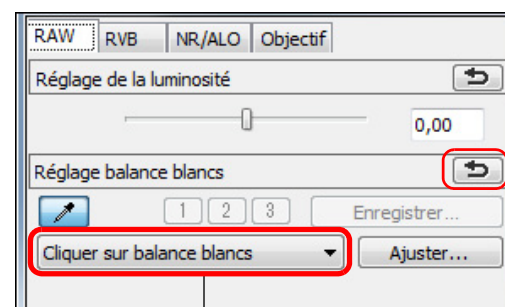 RAW RVB NR/ALO Objectif
Réglage de la luminosité
0,00
Réglage balance blancs
1 2 3 Enregistrer...
Cliquer sur balance blancs Ajuster...